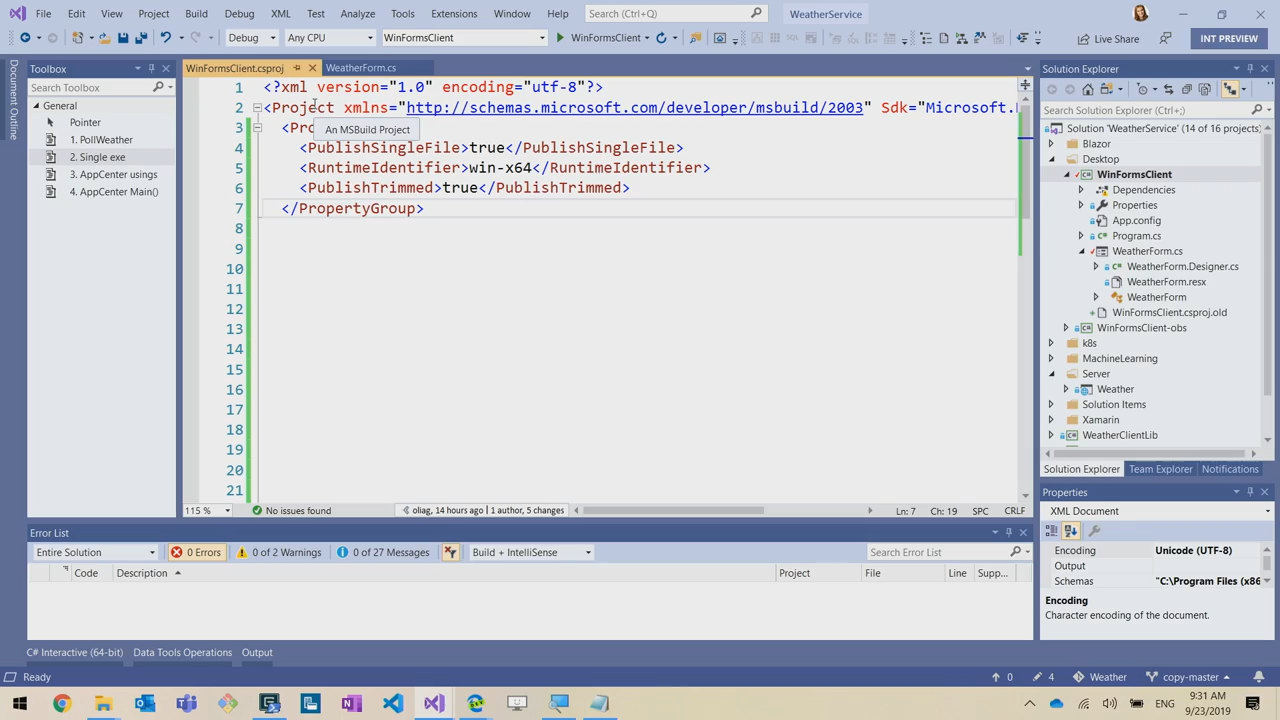 File Edit View Project Build Debug XML Test Analyze Tools Extensions Window Help Search (Ctrl+Q) WeatherService
Debug Any CPU WinFormsClient WinFormsClient Live Share INT PREVIEW
Document Outline
Toolbox
Search Toolbox
General
Pointer
1. PollWeather
2. Single exe
3. AppCenter usings
4. AppCenter Main()
WinFormsClient.csproj WeatherForm.cs
1 <?xml version="1.0" encoding="utf-8"?>
2 <Project xmlns="http://schemas.microsoft.com/developer/msbuild/2003" Sdk="Microsoft.
An MSBuild Project
3 <Pro
4 <PublishSingleFile>true</PublishSingleFile>
5 <RuntimeIdentifier>win-x64</RuntimeIdentifier>
6 <PublishTrimmed>true</PublishTrimmed>
7 </PropertyGroup>
8
9
10
11
12
13
14
15
16
17
18
19
20
21
115 % No issues found oliag, 14 hours ago | 1 author, 5 changes Ln: 7 Ch: 19 SPC CRLF
Solution Explorer
Search Solution Explorer (Ctrl+;)
Solution 'WeatherService' (14 of 16 projects)
Blazor
Desktop
WinFormsClient
Dependencies
Properties
App.config
Program.cs
WeatherForm.cs
WeatherForm.Designer.cs
WeatherForm.resx
WeatherForm
WinFormsClient.csproj.old
WinFormsClient-obs
k8s
MachineLearning
Server
Weather
Solution Items
Xamarin
WeatherClientLib
Solution Explorer Team Explorer Notifications
Properties
XML Document
Encoding Unicode (UTF-8)
Output
Schemas "C:\Program Files (x86
Encoding
Character encoding of the document.
Error List
Entire Solution 0 Errors 0 of 2 Warnings 0 of 27 Messages Build + IntelliSense Search Error List
Code Description Project File Line Supp...
C# Interactive (64-bit) Data Tools Operations Output
Ready 0 4 Weather copy-master
ENG 9:31 AM
9/23/2019